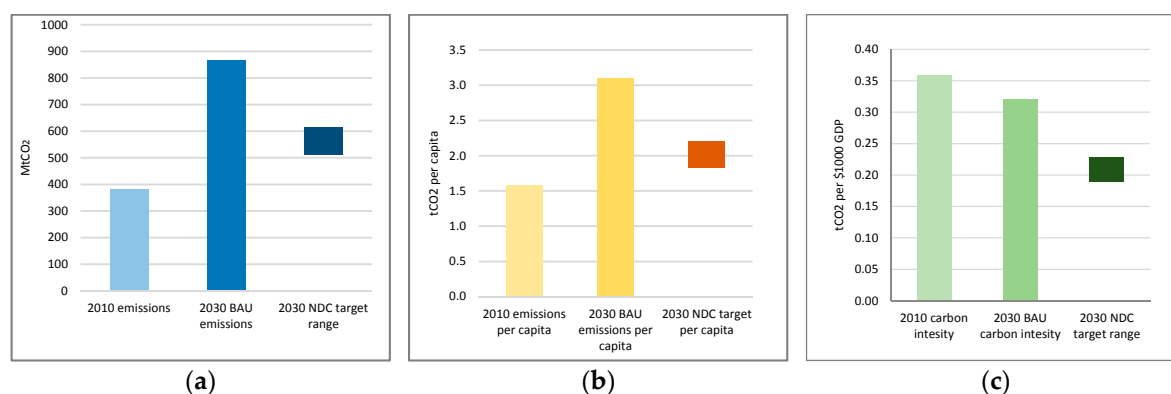 1000
900
800
700
600
500
400
300
200
100
0
MtCO2
2010 emissions
2030 BAU
emissions
2030 NDC target
range
(a)
3.5
3.0
2.5
2.0
1.5
1.0
0.5
0.0
tCO2 per capita
2010 emissions
per capita
2030 BAU
emissions per
capita
2030 NDC
target per capita
(b)
0.40
0.35
0.30
0.25
0.20
0.15
0.10
0.05
0.00
tCO2 per $1000 GDP
2010 carbon
intesity
2030 BAU
carbon intesity
2030 NDC
target range
(c)